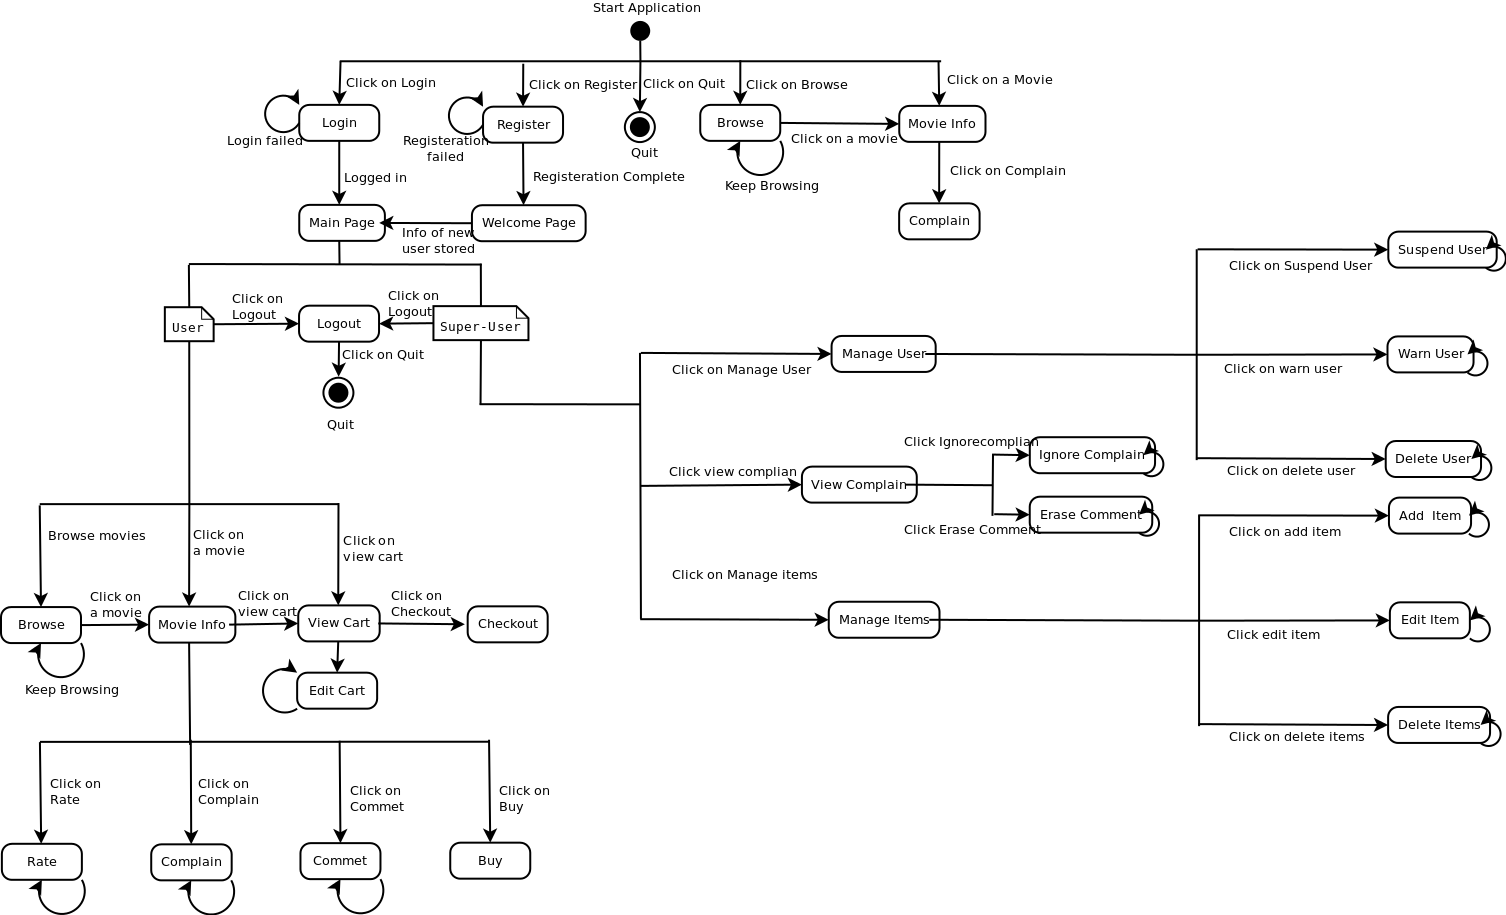 Start Application
Click on Login
Click on Register
Click on Quit
Click on Browse
Click on a Movie
Login
Register
Browse
Movie Info
Login failed
Registeration
failed
Quit
Click on a movie
Logged in
Registeration Complete
Keep Browsing
Click on Complain
Main Page
Welcome Page
Complain
Info of new
user stored
Suspend User
Click on Suspend User
Click on
Logout
Click on
Logout
User
Logout
Super-User
Click on Quit
Quit
Manage User
Click on Manage User
Warn User
Click on warn user
Click Ignorecomplian
Ignore Complain
Delete User
Click on delete user
Click view complian
View Complain
Erase Comment
Click Erase Comment
Add Item
Click on add item
Browse movies
Click on
a movie
Click on
view cart
Click on Manage items
Click on
a movie
Click on
view cart
Click on
Checkout
Browse
Movie Info
View Cart
Checkout
Manage Items
Edit Item
Click edit item
Keep Browsing
Edit Cart
Delete Items
Click on delete items
Click on
Rate
Click on
Complain
Click on
Commet
Click on
Buy
Rate
Complain
Commet
Buy